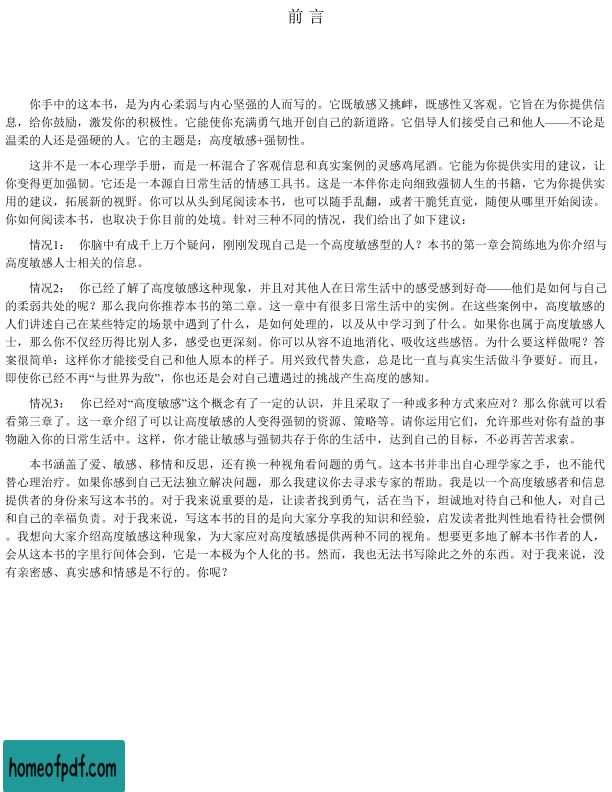 前 言
你手中的这本书，是为内心柔弱与内心坚强的人而写的。它既敏感又挑衅，既感性又客观。它旨在为你提供信
息，给你鼓励，激发你的积极性。它能使你充满勇气地开创自己的新道路。它倡导人们接受自己和他人——不论是
温柔的人还是强硬的人。它的主题是：高度敏感+强韧性。
这并不是一本心理学手册，而是一杯混合了客观信息和真实案例的灵感鸡尾酒。它能为你提供实用的建议，让
你变得更加强韧。它还是一本源自日常生活的情感工具书。这是一本伴你走向细致强韧人生的书籍，它为你提供实
用的建议，拓展新的视野。你可以从头到尾阅读本书，也可以随手乱翻，或者干脆凭直觉，随便从哪里开始阅读。
你如何阅读本书，也取决于你目前的处境。针对三种不同的情况，我们给出了如下建议：
情况1： 你脑中有成千上万个疑问，刚刚发现自己是一个高度敏感型的人？本书的第一章会简练地为你介绍与
高度敏感人士相关的信息。
情况2： 你已经了解了高度敏感这种现象，并且对其他人在日常生活中的感受感到好奇——他们是如何与自己
的柔弱共处的呢？那么我向你推荐本书的第二章。这一章中有很多日常生活中的实例。在这些案例中，高度敏感的
人们讲述自己在某些特定的场景中遇到了什么，是如何处理的，以及从中学习到了什么。如果你也属于高度敏感人
士，那么你不仅经历得比别人多，感受也更深刻。你可以从容不迫地消化、吸收这些感悟。为什么要这样做呢？答
案很简单：这样你才能接受自己和他人原本的样子。用兴致代替失意，总是比一直与真实生活做斗争要好。而且，
即使你已经不再“与世界为敌”，你也还是会对自己遭遇过的挑战产生高度的感知。
情况3： 你已经对“高度敏感”这个概念有了一定的认识，并且采取了一种或多种方式来应对？那么你就可以看
看第三章了。这一章介绍了可以让高度敏感的人变得强韧的资源、策略等。请你运用它们，允许那些对你有益的事
物融入你的日常生活中。这样，你才能让敏感与强韧共存于你的生活中，达到自己的目标，不必再苦苦求索。
本书涵盖了爱、敏感、移情和反思，还有换一种视角看问题的勇气。这本书并非出自心理学家之手，也不能代
替心理治疗。如果你感到自己无法独立解决问题，那么我建议你去寻求专家的帮助。我是以一个高度敏感者和信息
提供者的身份来写这本书的。对于我来说重要的是，让读者找到勇气，活在当下，坦诚地对待自己和他人，对自己
和自己的幸福负责。对于我来说，写这本书的目的是向大家分享我的知识和经验，启发读者批判性地看待社会惯例
。我想向大家介绍高度敏感这种现象，为大家应对高度敏感提供两种不同的视角。想要更多地了解本书作者的人，
会从这本书的字里行间体会到，它是一本极为个人化的书。然而，我也无法书写除此之外的东西。对于我来说，没
有亲密感、真实感和情感是不行的。你呢？
homeofpdf.com